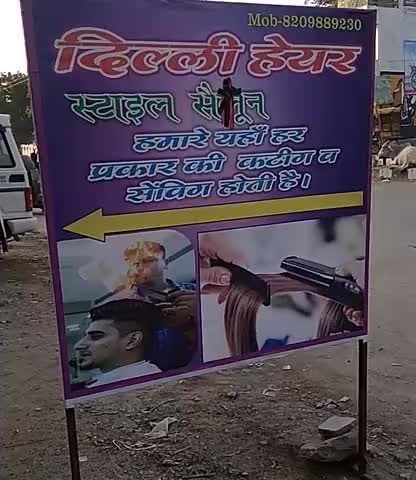 Mob-8209889230
दिल्ली हेयर
स्टाइल सैलून
हमारे यहाँ हर
प्रकार की कटींग व
सेंविग होती है।